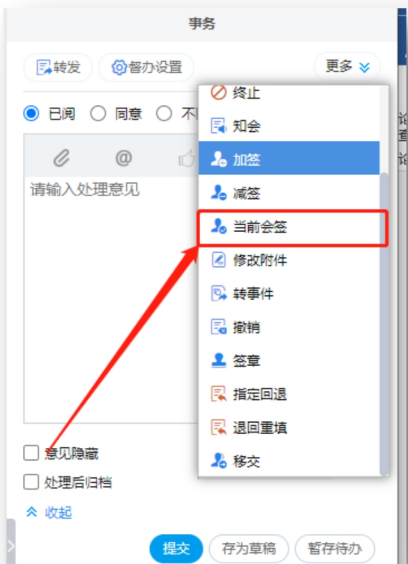 事务
转发
督办设置
更多
已阅
同意
不
终止
知会
加签
减签
当前会签
修改附件
转事件
撤销
签章
指定回退
退回重填
移交
@
请输入处理意见
意见隐藏
处理后归档
收起
提交
存为草稿
暂存待办